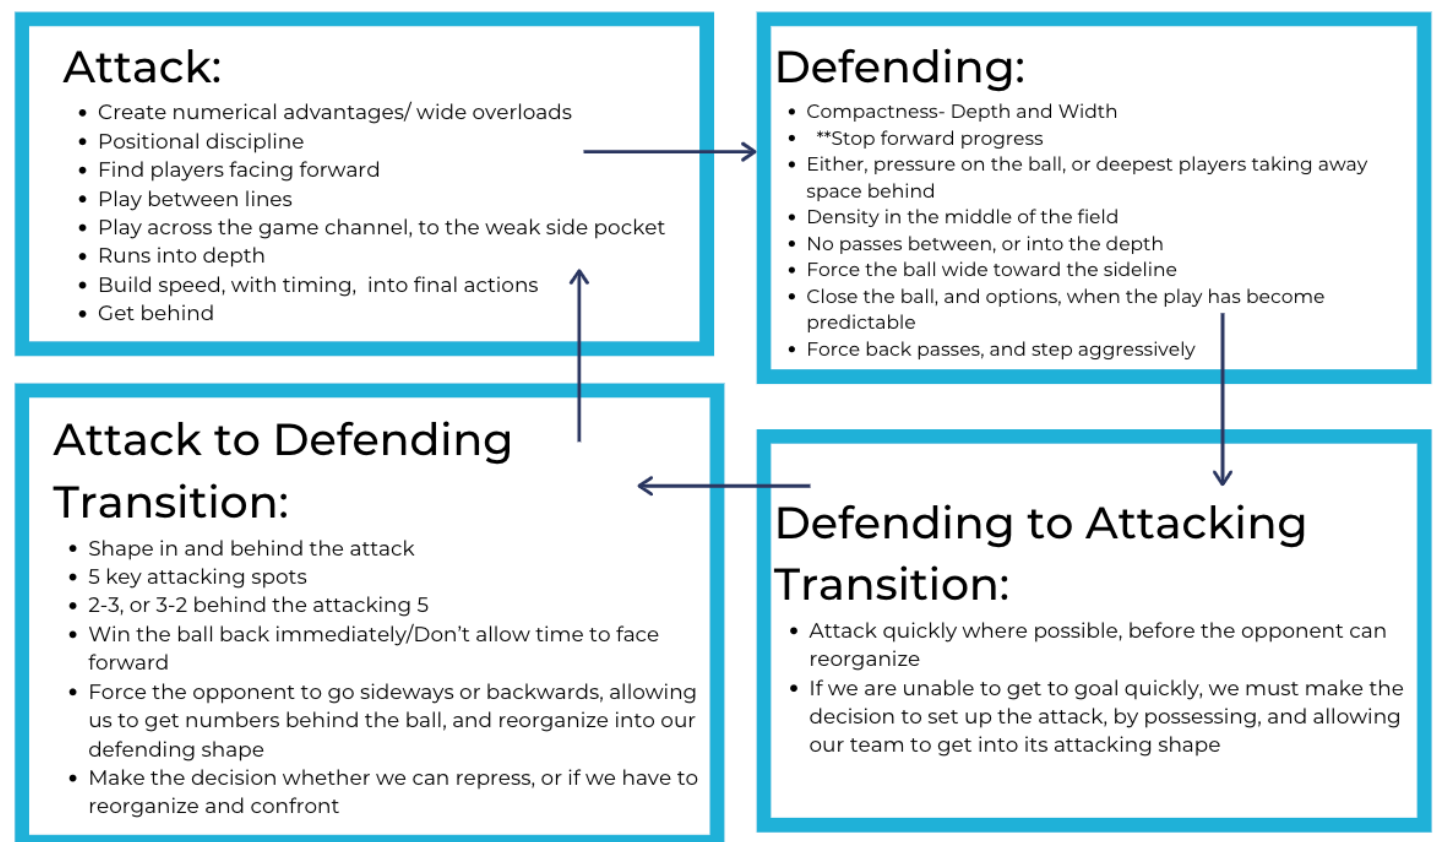 Attack:
• Create numerical advantages/ wide overloads
• Positional discipline
• Find players facing forward
• Play between lines
• Play across the game channel, to the weak side pocket
• Runs into depth
• Build speed, with timing,  into final actions
• Get behind
Defending:
• Compactness- Depth and Width
•  **Stop forward progress
• Either, pressure on the ball, or deepest players taking away
space behind
• Density in the middle of the field
• No passes between, or into the depth
• Force the ball wide toward the sideline
• Close the ball, and options, when the play has become
predictable
• Force back passes, and step aggressively
Attack to Defending
Transition:
• Shape in and behind the attack
• 5 key attacking spots
• 2-3, or 3-2 behind the attacking 5
• Win the ball back immediately/Don’t allow time to face
forward
• Force the opponent to go sideways or backwards, allowing
us to get numbers behind the ball, and reorganize into our
defending shape
• Make the decision whether we can repress, or if we have to
reorganize and confront
Defending to Attacking
Transition:
• Attack quickly where possible, before the opponent can
reorganize
• If we are unable to get to goal quickly, we must make the
decision to set up the attack, by possessing, and allowing
our team to get into its attacking shape